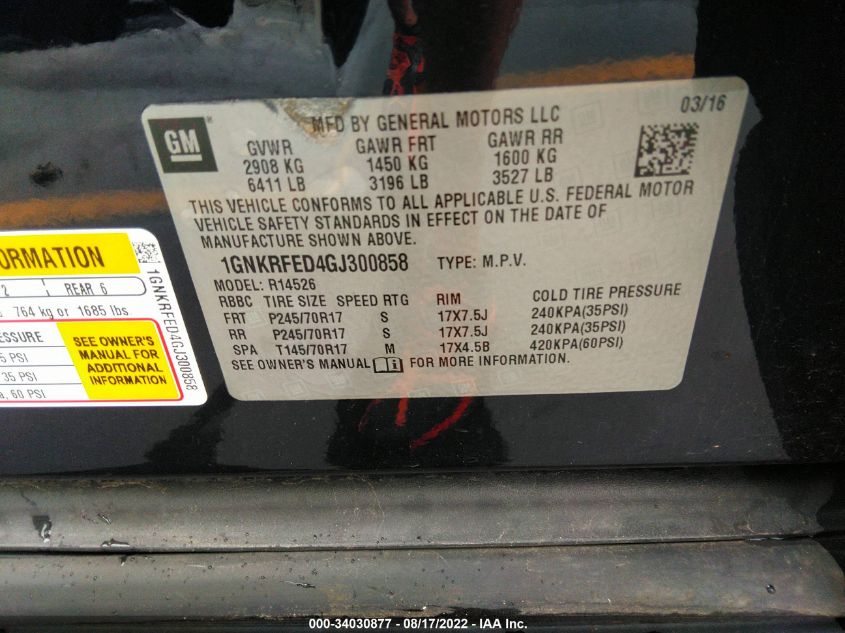 MFD BY GENERAL MOTORS LLC
03/16
GM
GVWR GAWR FRT GAWR RR
2908 KG 1450 KG 1600 KG
6411 LB 3196 LB 3527 LB
THIS VEHICLE CONFORMS TO ALL APPLICABLE U.S. FEDERAL MOTOR
VEHICLE SAFETY STANDARDS IN EFFECT ON THE DATE OF
MANUFACTURE SHOWN ABOVE.
1GNKRFED4GJ300858 TYPE: M.P.V.
MODEL: R14526
RBBC TIRE SIZE SPEED RTG RIM COLD TIRE PRESSURE
FRT P245/70R17 S 17X7.5J 240KPA(35PSI)
RR P245/70R17 S 17X7.5J 240KPA(35PSI)
SPA T145/70R17 M 17X4.5B 420KPA(60PSI)
SEE OWNER'S MANUAL FOR MORE INFORMATION.
ORMATION
2 REAR 6
764 kg or 1685 lbs
ESSURE
5 PSI
35 PSI
a, 60 PSI
SEE OWNER'S
MANUAL FOR
ADDITIONAL
INFORMATION
1GNKRFED4GJ300858
000-34030877 - 08/17/2022 - IAA Inc.